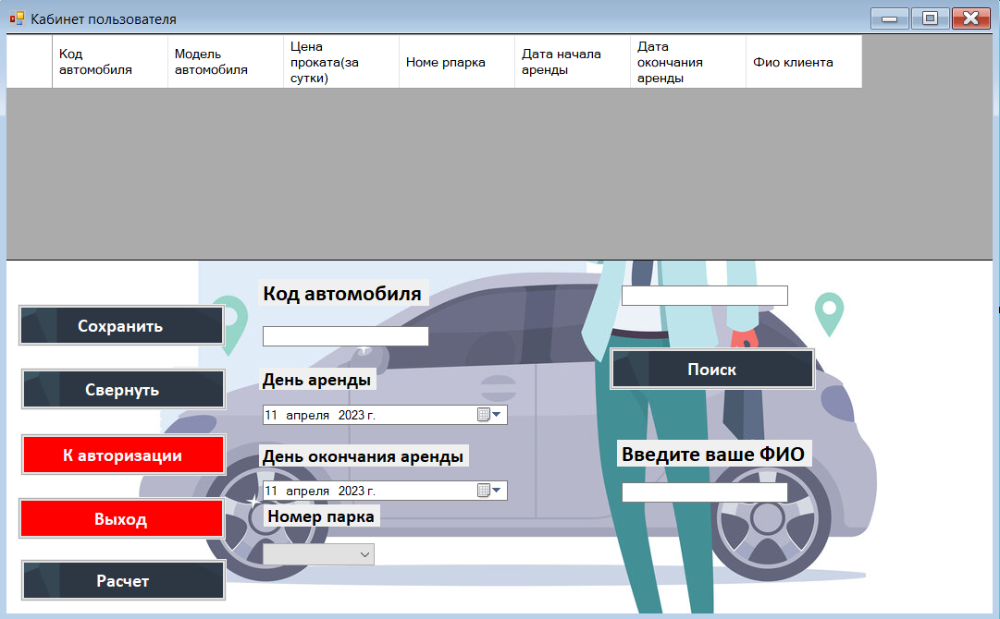 Кабинет пользователя
Код
автомобиля
Модель
автомобиля
Цена
проката(за
сутки)
Номе рпарка
Дата начала
аренды
Дата
окончания
аренды
Фио клиента
Сохранить
Свернуть
К авторизации
Выход
Расчет
Код автомобиля
День аренды
11 апреля 2023 г.
День окончания аренды
11 апреля 2023 г.
Номер парка
Поиск
Введите ваше ФИО